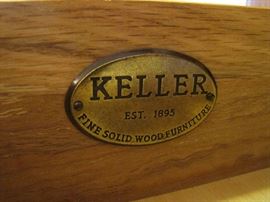 KELLER
EST. 1895
FINE SOLID WOOD FURNITURE